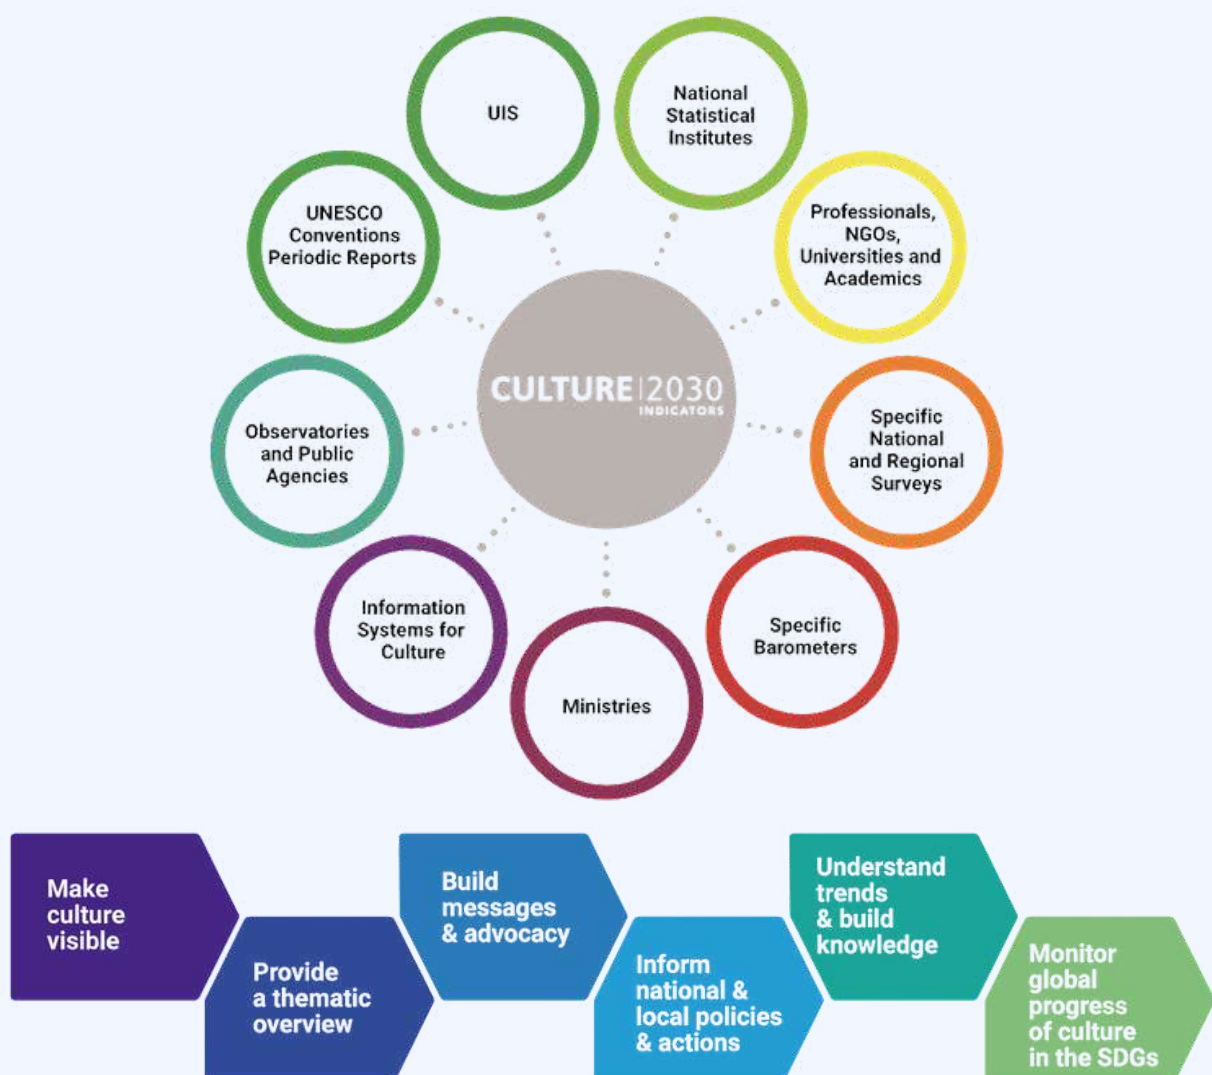 UIS
National
Statistical
Institutes
UNESCO
Conventions
Periodic Reports
Professionals,
NGOs,
Universities and
Academics
CULTURE|2030
INDICATORS
Observatories
and Public
Agencies
Specific
National
and Regional
Surveys
Information
Systems for
Culture
Specific
Barometers
Ministries
Make
culture
visible
Provide
a thematic
overview
Build
messages
& advocacy
Inform
national &
local policies
& actions
Understand
trends
& build
knowledge
Monitor
global
progress
of culture
in the SDGs